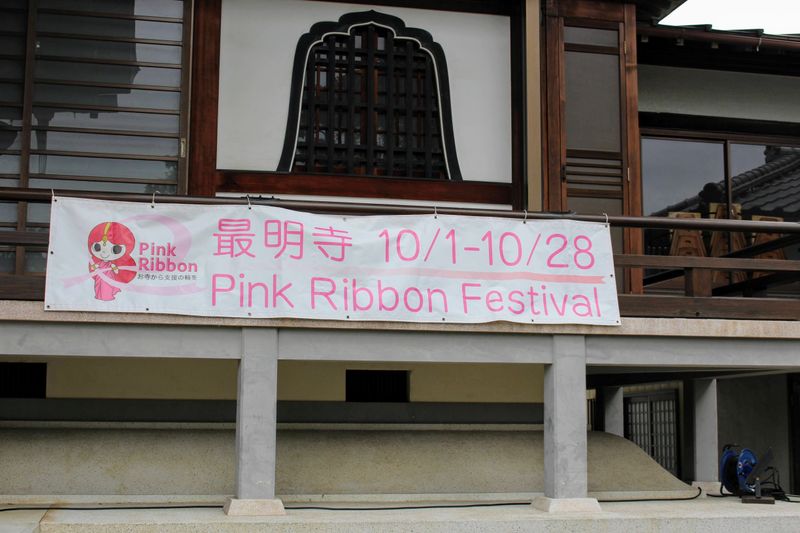 Pink
Ribbon
お寺から支援の輪を
最明寺 10/1-10/28
Pink Ribbon Festival